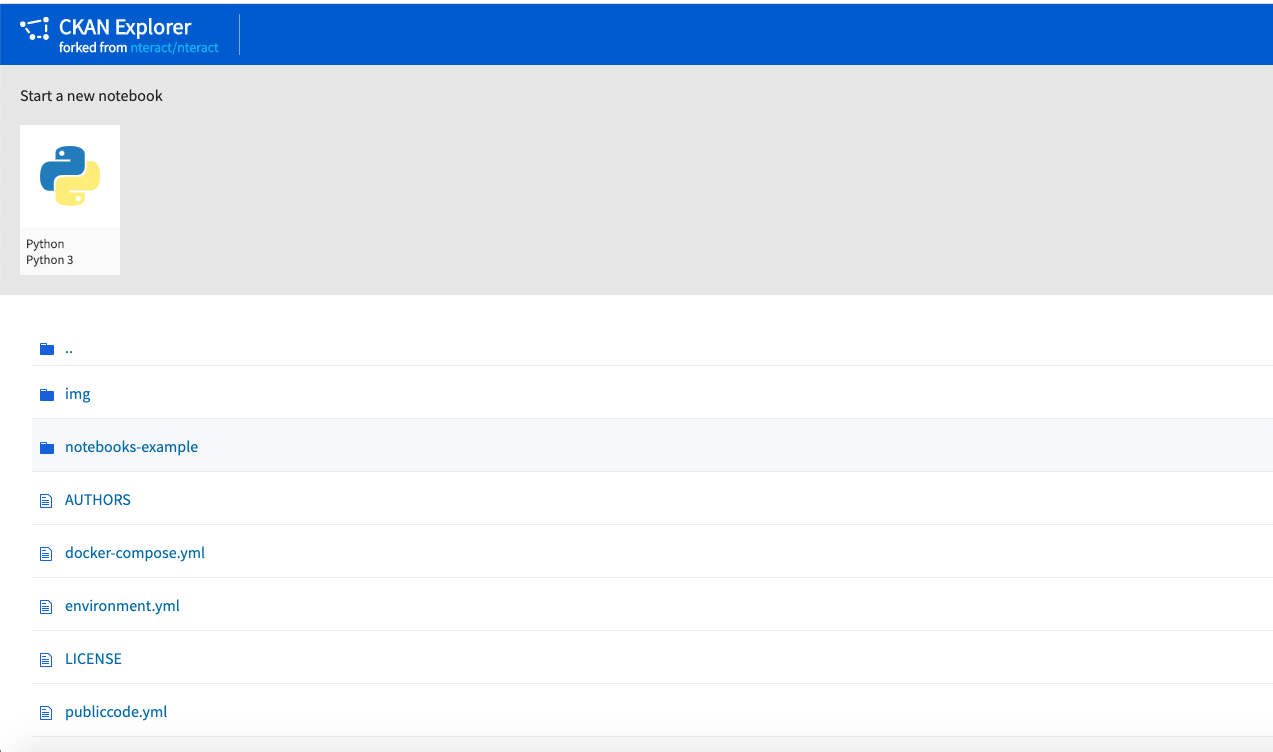 CKAN Explorer
forked from nteract/nteract
Start a new notebook
Python
Python 3
..
img
notebooks-example
AUTHORS
docker-compose.yml
environment.yml
LICENSE
publiccode.yml